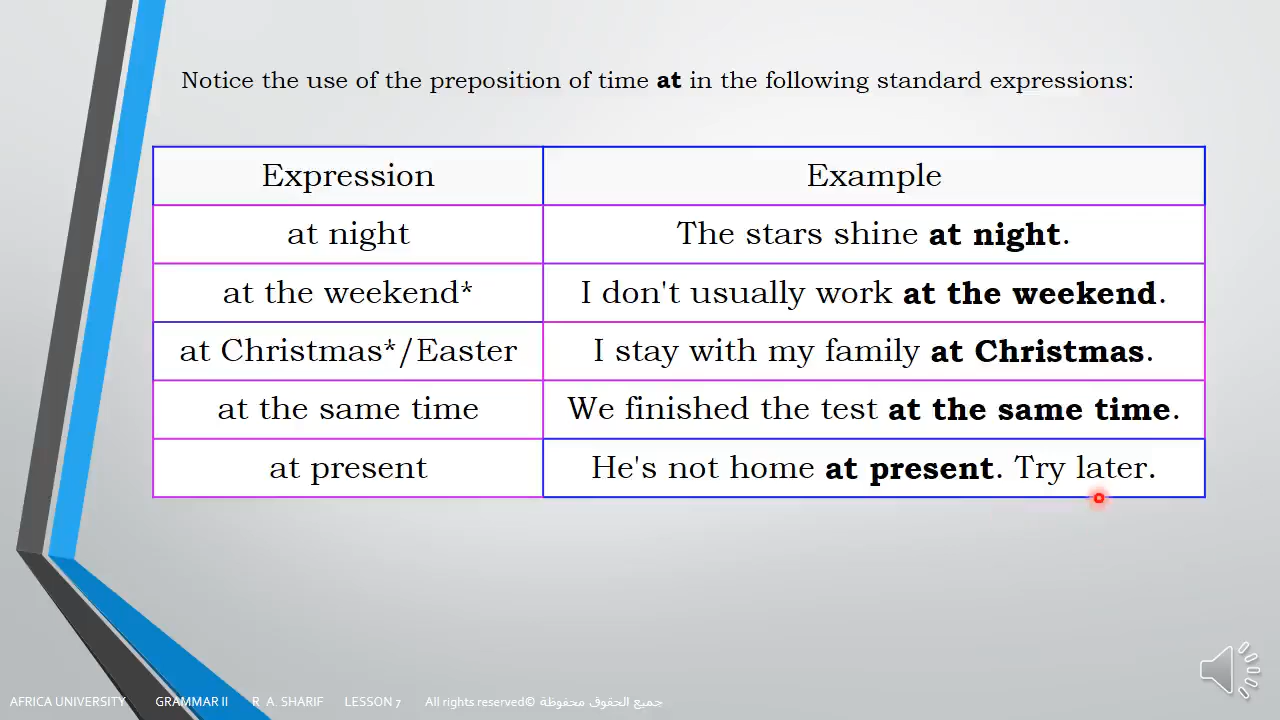 Notice the use of the preposition of time at in the following standard expressions:
Expression Example
at night The stars shine at night.
at the weekend* I don't usually work at the weekend.
at Christmas*/Easter I stay with my family at Christmas.
at the same time We finished the test at the same time.
at present He's not home at present. Try later.
AFRICA UNIVERSITY GRAMMAR II R. A. SHARIF LESSON 7 All rights reserved© جميع الحقوق محفوظة